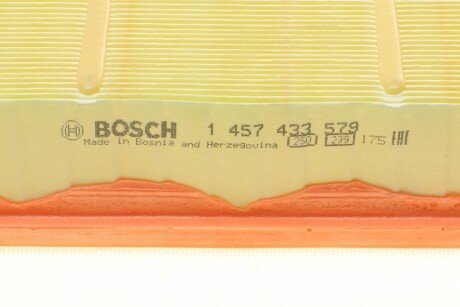 BOSCH 1 457 433 579
Made in Bosnia and Herzegovina 250 239 175 EAC